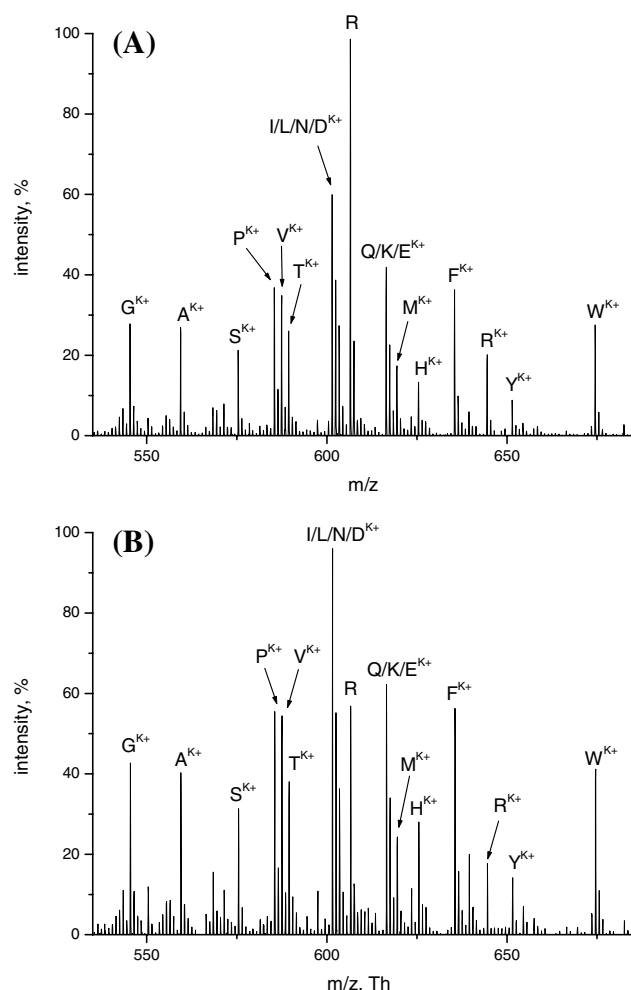 (A)
R
I/L/N/D^K+
P^K+
V^K+
T^K+
Q/K/E^K+
G^K+
A^K+
S^K+
M^K+
H^K+
F^K+
R^K+
Y^K+
W^K+
100
80
60
40
20
0
intensity, %
550
600
650
m/z
(B)
I/L/N/D^K+
P^K+
V^K+
R
Q/K/E^K+
F^K+
G^K+
A^K+
T^K+
M^K+
W^K+
S^K+
H^K+
R^K+
Y^K+
100
80
60
40
20
0
intensity, %
550
600
650
m/z, Th